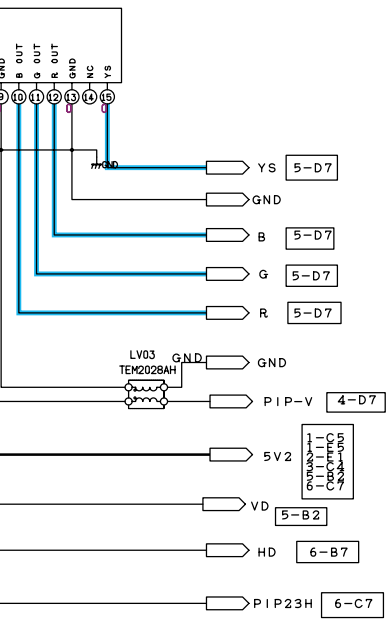 GND
B OUT
G OUT
R OUT
GND
NC
YS
9 10 11 12 13 14 15
GND
YS 5-D7
GND
B 5-D7
G 5-D7
R 5-D7
LV03
TEM2028AH
GND
GND
PIP-V 4-D7
5V2
1-C5
1-E5
2-E1
3-C4
5-B2
6-C7
VD
5-B2
HD 6-B7
PIP23H 6-C7